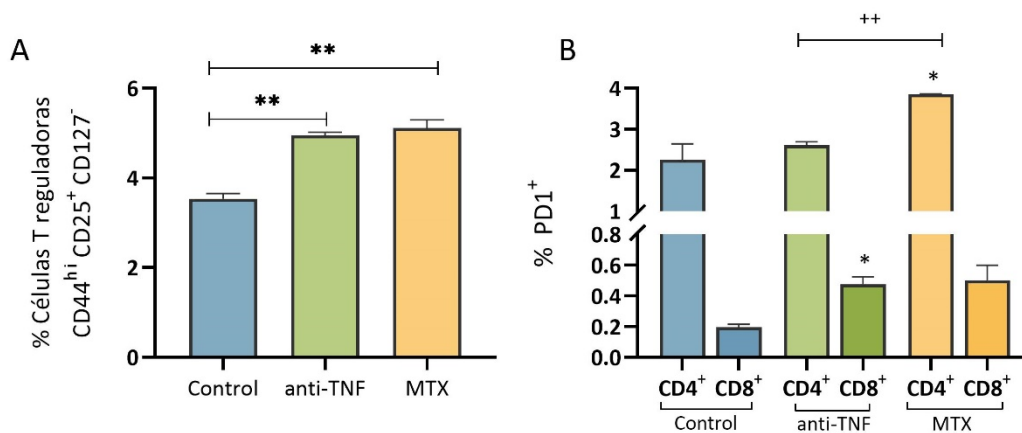 A
% Células T reguladoras
CD44ʰⁱ CD25⁺ CD127⁻
6
4
2
0
**
**
Control
anti-TNF
MTX
B
% PD1⁺
4
3
2
1
0.8
0.6
0.4
0.2
0.0
++
*
*
CD4⁺ CD8⁺ CD4⁺ CD8⁺ CD4⁺ CD8⁺
Control
anti-TNF
MTX